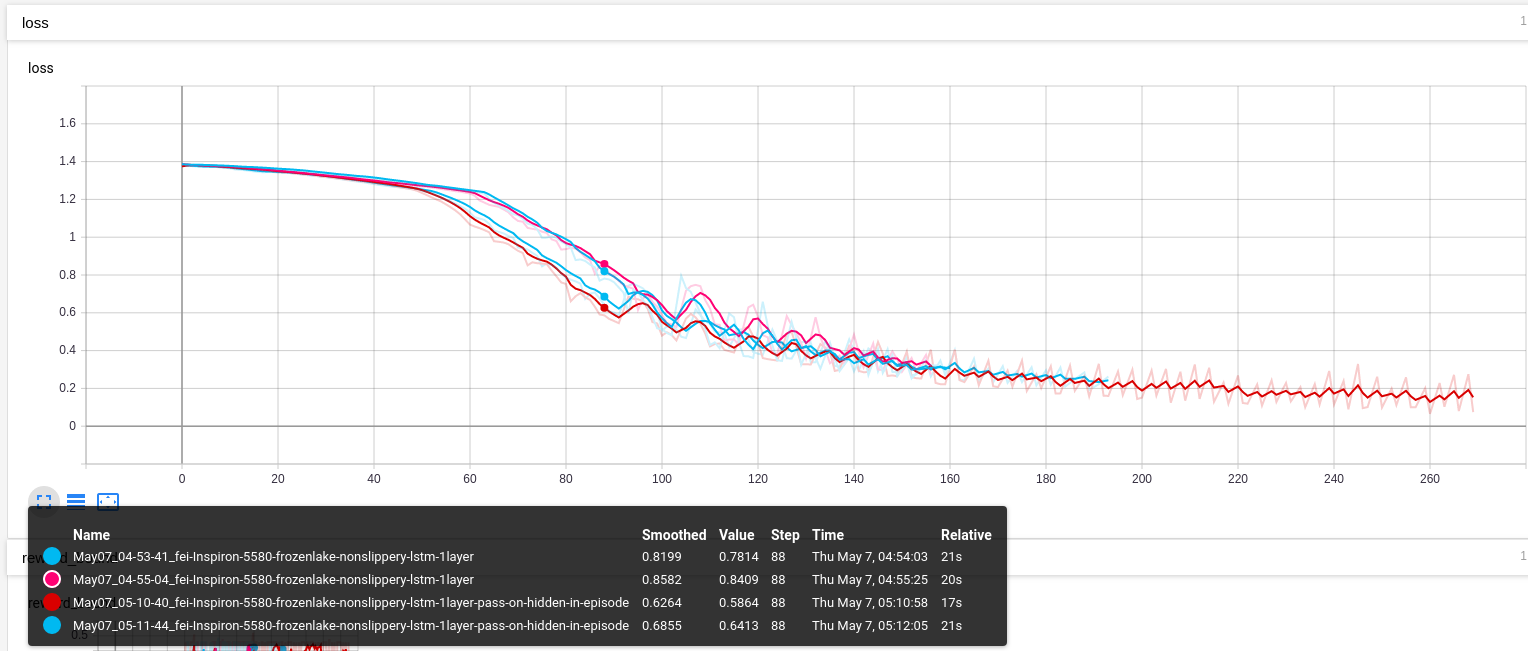 loss
1
loss
1.6
1.4
1.2
1
0.8
0.6
0.4
0.2
0
0 20 40 60 80 100 120 140 160 180 200 220 240 260
Name Smoothed Value Step Time Relative
May07_04-53-41_fei-Inspiron-5580-frozenlake-nonslippery-lstm-1layer 0.8199 0.7814 88 Thu May 7, 04:54:03 21s
1
May07_04-55-04_fei-Inspiron-5580-frozenlake-nonslippery-lstm-1layer 0.8582 0.8409 88 Thu May 7, 04:55:25 20s
May07_05-10-40_fei-Inspiron-5580-frozenlake-nonslippery-lstm-1layer-pass-on-hidden-in-episode 0.6264 0.5864 88 Thu May 7, 05:10:58 17s
May07_05-11-44_fei-Inspiron-5580-frozenlake-nonslippery-lstm-1layer-pass-on-hidden-in-episode 0.6855 0.6413 88 Thu May 7, 05:12:05 21s
0.5